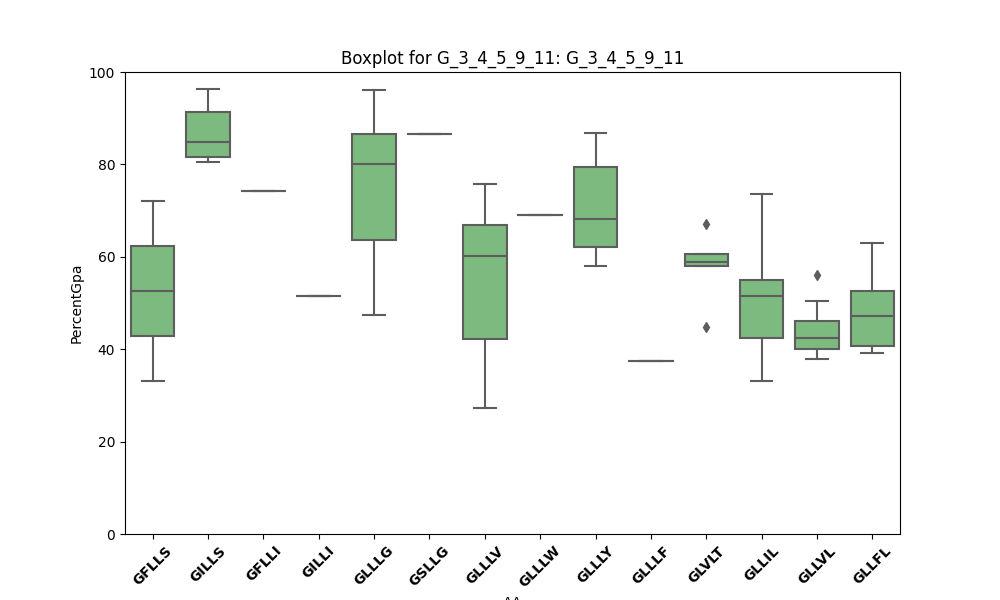 Boxplot for G_3_4_5_9_11: G_3_4_5_9_11
PercentGpa
100
80
60
40
20
0
GFLLS
GILLS
GFLLI
GILLI
GLLLG
GSLLG
GLLLV
GLLLW
GLLLY
GLLLF
GLVLT
GLLIL
GLLVL
GLLFL